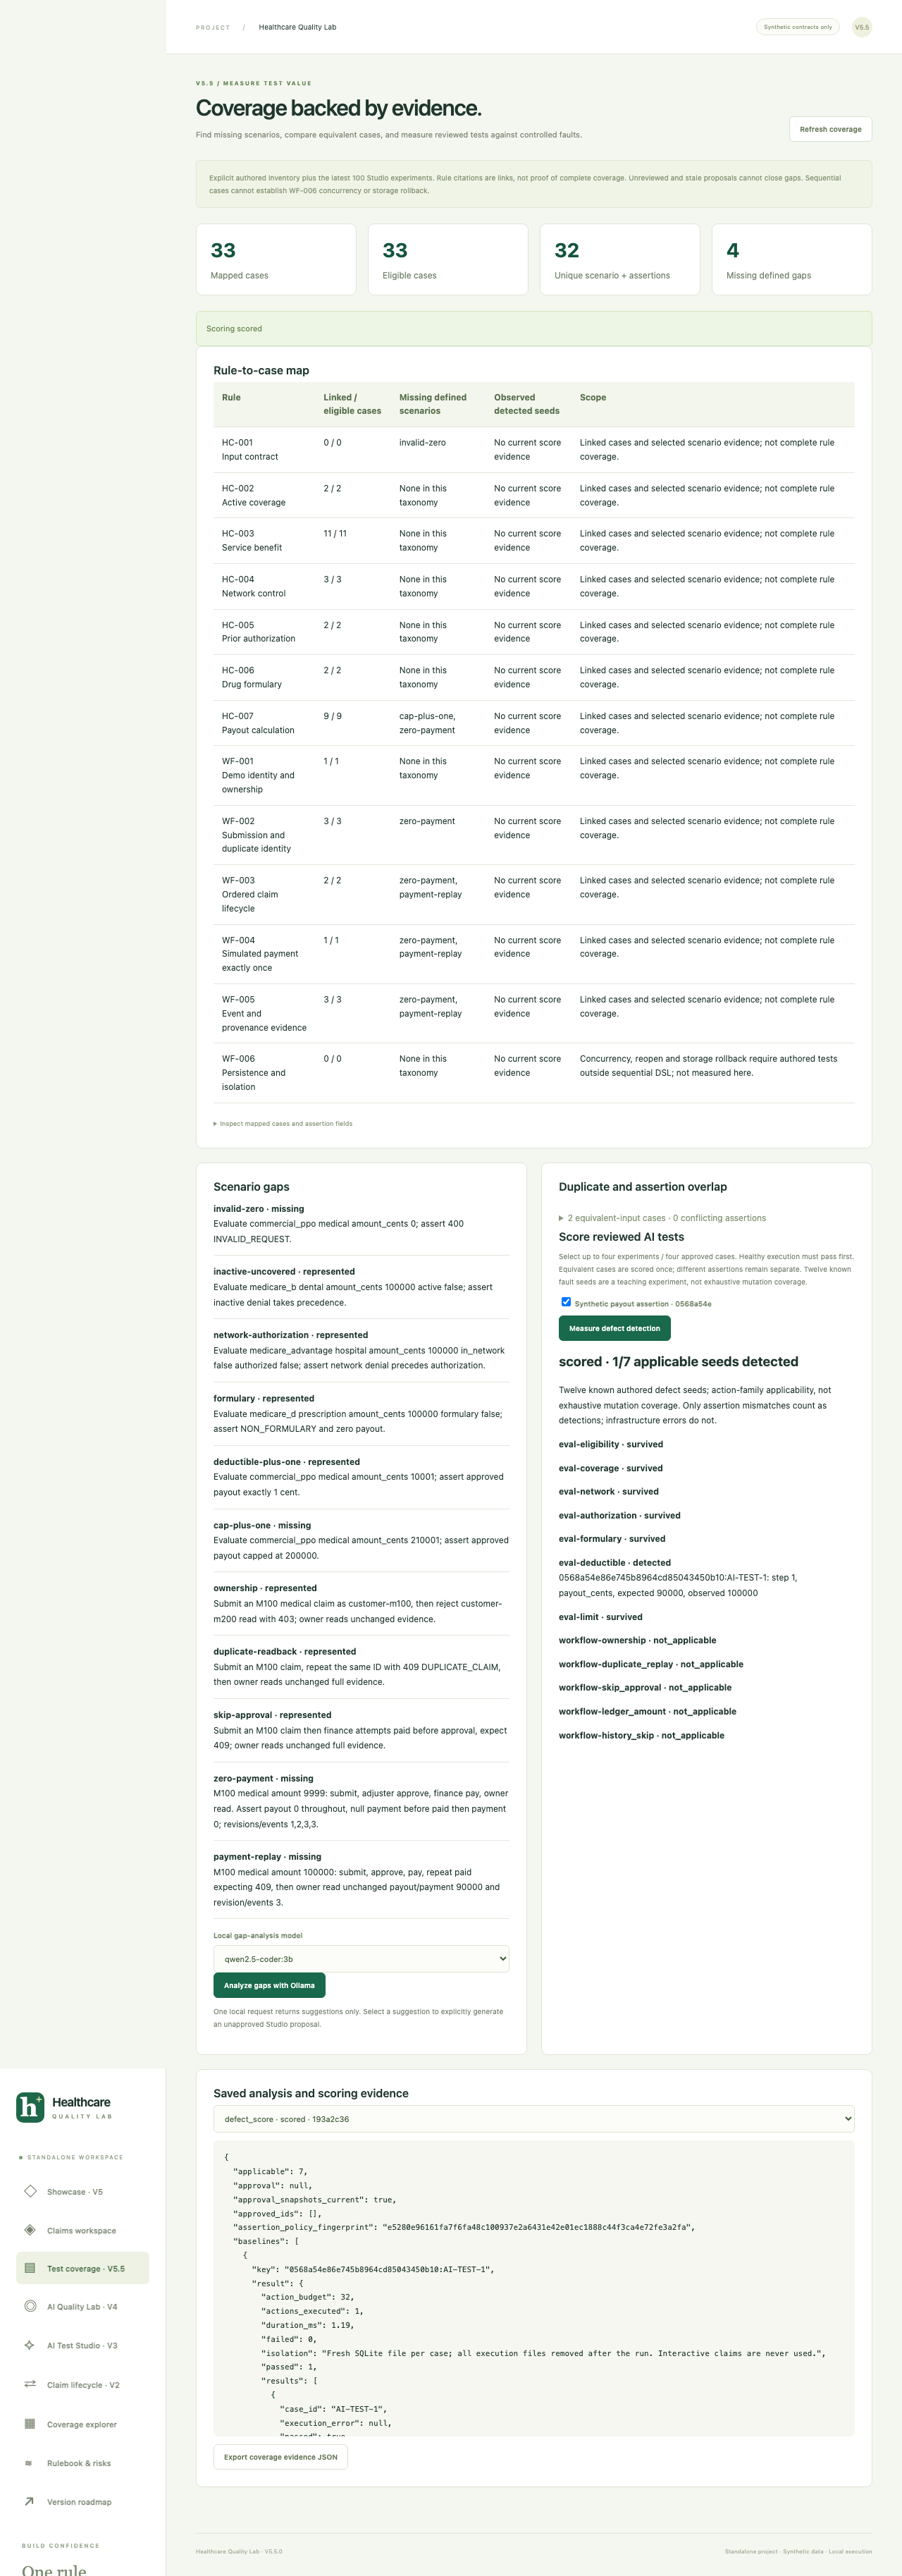 PROJECT / Healthcare Quality Lab
Synthetic contracts only
V5.5
V5.5 / MEASURE TEST VALUE
Coverage backed by evidence.
Find missing scenarios, compare equivalent cases, and measure reviewed tests against controlled faults.
Refresh coverage
Explicit authored inventory plus the latest 100 Studio experiments. Rule citations are links, not proof of complete coverage. Unreviewed and stale proposals cannot close gaps. Sequential
cases cannot establish WF-006 concurrency or storage rollback.
33
Mapped cases
33
Eligible cases
32
Unique scenario + assertions
4
Missing defined gaps
Scoring scored
Rule-to-case map
Rule
Linked /
eligible cases
Missing defined
scenarios
Observed
detected seeds
Scope
HC-001
Input contract
0 / 0
invalid-zero
No current score
evidence
Linked cases and selected scenario evidence; not complete rule
coverage.
HC-002
Active coverage
2 / 2
None in this
taxonomy
No current score
evidence
Linked cases and selected scenario evidence; not complete rule
coverage.
HC-003
Service benefit
11 / 11
None in this
taxonomy
No current score
evidence
Linked cases and selected scenario evidence; not complete rule
coverage.
HC-004
Network control
3 / 3
None in this
taxonomy
No current score
evidence
Linked cases and selected scenario evidence; not complete rule
coverage.
HC-005
Prior authorization
2 / 2
None in this
taxonomy
No current score
evidence
Linked cases and selected scenario evidence; not complete rule
coverage.
HC-006
Drug formulary
2 / 2
None in this
taxonomy
No current score
evidence
Linked cases and selected scenario evidence; not complete rule
coverage.
HC-007
Payout calculation
9 / 9
cap-plus-one,
zero-payment
No current score
evidence
Linked cases and selected scenario evidence; not complete rule
coverage.
WF-001
Demo identity and
ownership
1 / 1
None in this
taxonomy
No current score
evidence
Linked cases and selected scenario evidence; not complete rule
coverage.
WF-002
Submission and
duplicate identity
3 / 3
zero-payment
No current score
evidence
Linked cases and selected scenario evidence; not complete rule
coverage.
WF-003
Ordered claim
lifecycle
2 / 2
zero-payment,
payment-replay
No current score
evidence
Linked cases and selected scenario evidence; not complete rule
coverage.
WF-004
Simulated payment
exactly once
1 / 1
zero-payment,
payment-replay
No current score
evidence
Linked cases and selected scenario evidence; not complete rule
coverage.
WF-005
Event and
provenance evidence
3 / 3
zero-payment,
payment-replay
No current score
evidence
Linked cases and selected scenario evidence; not complete rule
coverage.
WF-006
Persistence and
isolation
0 / 0
None in this
taxonomy
No current score
evidence
Concurrency, reopen and storage rollback require authored tests
outside sequential DSL; not measured here.
Inspect mapped cases and assertion fields
Scenario gaps
invalid-zero · missing
Evaluate commercial_ppo medical amount_cents 0; assert 400
INVALID_REQUEST.
inactive-uncovered · represented
Evaluate medicare_b dental amount_cents 100000 active false; assert
inactive denial takes precedence.
network-authorization · represented
Evaluate medicare_advantage hospital amount_cents 100000 in_network
false authorized false; assert network denial precedes authorization.
formulary · represented
Evaluate medicare_d prescription amount_cents 100000 formulary false;
assert NON_FORMULARY and zero payout.
deductible-plus-one · represented
Evaluate commercial_ppo medical amount_cents 10001; assert approved
payout exactly 1 cent.
cap-plus-one · missing
Evaluate commercial_ppo medical amount_cents 210001; assert approved
payout capped at 200000.
ownership · represented
Submit an M100 medical claim as customer-m100, then reject customer-
m200 read with 403; owner reads unchanged evidence.
duplicate-readback · represented
Submit an M100 claim, repeat the same ID with 409 DUPLICATE_CLAIM,
then owner reads unchanged full evidence.
skip-approval · represented
Submit an M100 claim then finance attempts paid before approval, expect
409; owner reads unchanged full evidence.
zero-payment · missing
M100 medical amount 9999: submit, adjuster approve, finance pay, owner
read. Assert payout 0 throughout, null payment before paid then payment
0; revisions/events 1,2,3,3.
payment-replay · missing
M100 medical amount 100000: submit, approve, pay, repeat paid
expecting 409, then owner read unchanged payout/payment 90000 and
revision/events 3.
Local gap-analysis model
qwen2.5-coder:3b
Analyze gaps with Ollama
One local request returns suggestions only. Select a suggestion to explicitly generate
an unapproved Studio proposal.
Duplicate and assertion overlap
2 equivalent-input cases · 0 conflicting assertions
Score reviewed AI tests
Select up to four experiments / four approved cases. Healthy execution must pass first.
Equivalent cases are scored once; different assertions remain separate. Twelve known
fault seeds are a teaching experiment, not exhaustive mutation coverage.
Synthetic payout assertion · 0568a54e
Measure defect detection
scored · 1/7 applicable seeds detected
Twelve known authored defect seeds; action-family applicability, not
exhaustive mutation coverage. Only assertion mismatches count as
detections; infrastructure errors do not.
eval-eligibility · survived
eval-coverage · survived
eval-network · survived
eval-authorization · survived
eval-formulary · survived
eval-deductible · detected
0568a54e86e745b8964cd85043450b10:AI-TEST-1: step 1,
payout_cents, expected 90000, observed 100000
eval-limit · survived
workflow-ownership · not_applicable
workflow-duplicate_replay · not_applicable
workflow-skip_approval · not_applicable
workflow-ledger_amount · not_applicable
workflow-history_skip · not_applicable
h+
Healthcare
QUALITY LAB
STANDALONE WORKSPACE
Showcase · V5
Claims workspace
Test coverage · V5.5
AI Quality Lab · V4
AI Test Studio · V3
Claim lifecycle · V2
Coverage explorer
Rulebook & risks
Version roadmap
BUILD CONFIDENCE
One rule
Saved analysis and scoring evidence
defect_score · scored · 193a2c36
{
"applicable": 7,
"approval": null,
"approval_snapshots_current": true,
"approved_ids": [],
"assertion_policy_fingerprint": "e5280e96161fa7f6fa48c100937e2a6431e42e01ec1888c44f3ca4e72fe3a2fa",
"baselines": [
{
"key": "0568a54e86e745b8964cd85043450b10:AI-TEST-1",
"result": {
"action_budget": 32,
"actions_executed": 1,
"duration_ms": 1.19,
"failed": 0,
"isolation": "Fresh SQLite file per case; all execution files removed after the run. Interactive claims are never used.",
"passed": 1,
"results": [
{
"case_id": "AI-TEST-1",
"execution_error": null,
"passed": true
Export coverage evidence JSON
Healthcare Quality Lab · V5.5.0
Standalone project · Synthetic data · Local execution